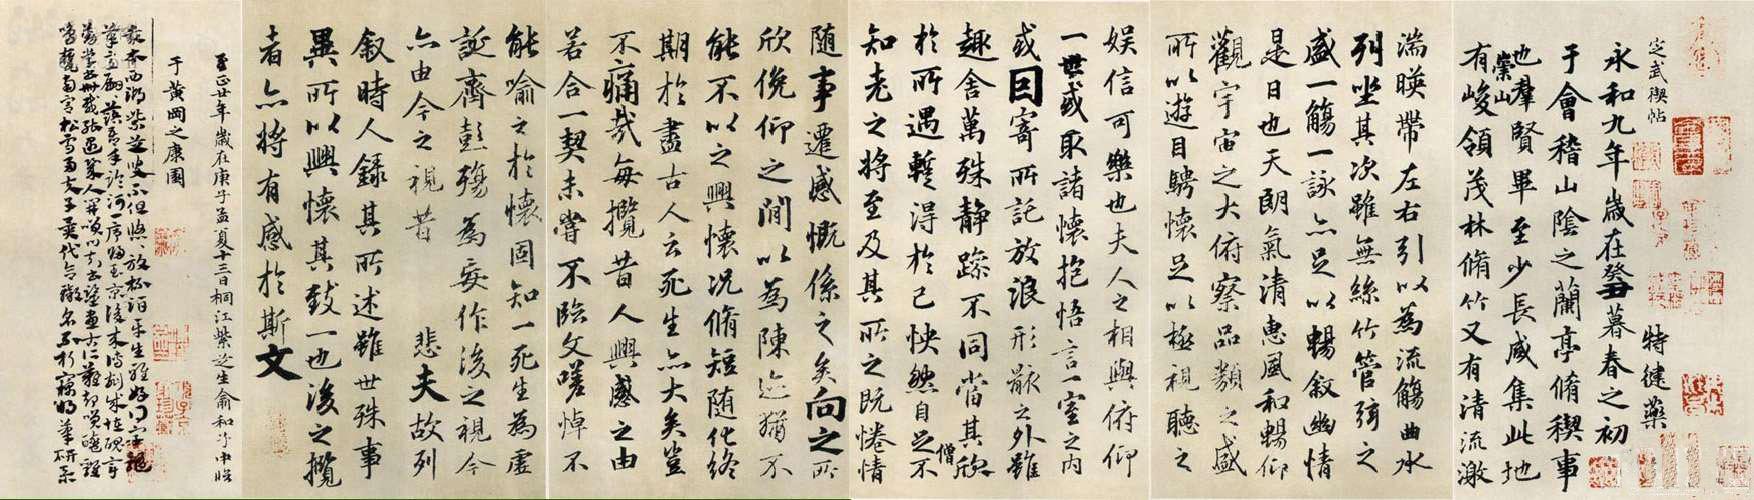 定武禊帖
特健藥
永和九年歲在癸丑暮春之初
于會稽山陰之蘭亭脩禊事
也羣賢畢至少長咸集此地
有崇山峻領茂林脩竹又有清流激
湍暎帶左右引以為流觴曲水
列坐其次雖無絲竹管弦之
盛一觴一詠亦足以暢敘幽情
是日也天朗氣清惠風和暢仰
觀宇宙之大俯察品類之盛
所以遊目騁懷足以極視聽之
娛信可樂也夫人之相與俯仰
一世或取諸懷抱悟言一室之內
或因寄所託放浪形骸之外雖
趣舍萬殊靜躁不同當其欣
於所遇蹔得於己怏然自足不
僧
知老之將至及其所之既惓情
隨事遷感慨係之矣向之所
欣俛仰之閒以為陳迹猶不
能不以之興懷況脩短隨化終
期於盡古人云死生亦大矣豈
不痛哉每攬昔人興感之由
若合一契未嘗不臨文嗟悼不
能喻之於懷固知一死生為虛
誕齊彭殤為妄作後之視今
亦由今之視昔 悲夫故列
敘時人錄其所述雖世殊事
異所以興懷其致一也後之攬
者亦將有感於斯文
至正廿年歲在庚子孟夏十三日桐江紫芝生俞和子中臨
于黃岡之康園